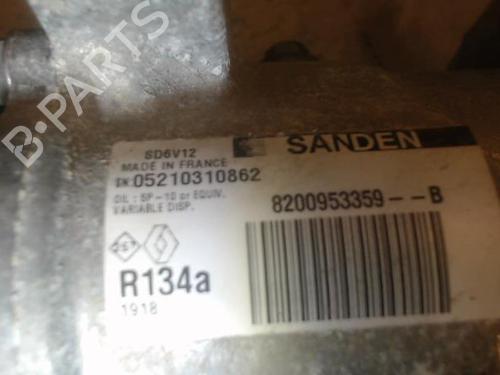 SD6V12
SANDEN
MADE IN FRANCE
SN:05210310862
OIL: SP-10 or EQUIV.
VARIABLE DISP.
8200953359--B
R134a
1918
B-PARTS